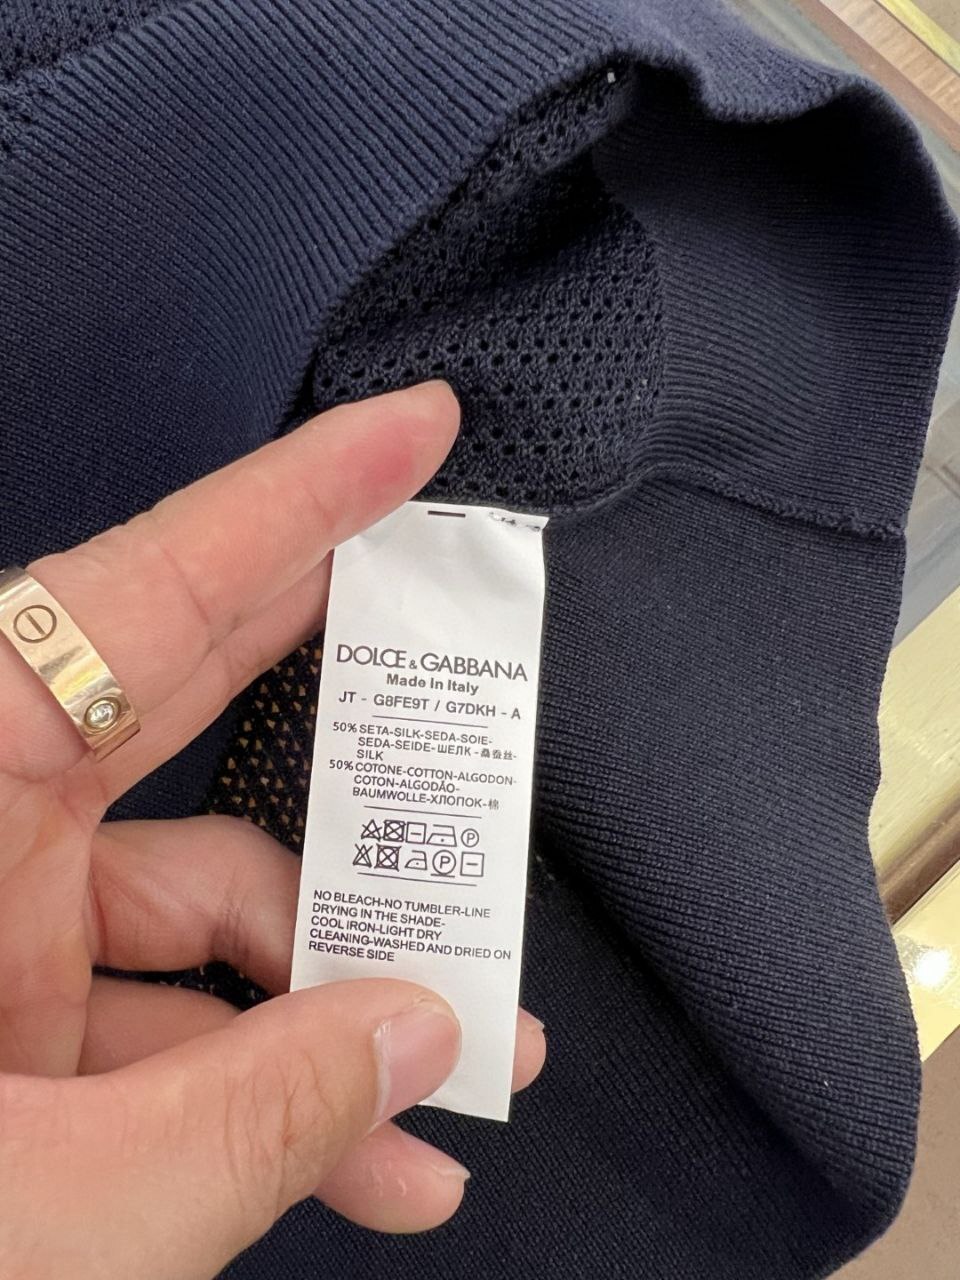 DOLCE & GABBANA
Made In Italy
JT - G8FE9T / G7DKH - A
50% SETA-SILK-SEDA-SOIE-
SEDA-SEIDE-ШЕЛК-桑蚕丝-
SILK
50% COTONE-COTTON-ALGODON-
COTON-ALGODÃO-
BAUMWOLLE-ХЛОПОК-棉
P
P
NO BLEACH-NO TUMBLER-LINE
DRYING IN THE SHADE-
COOL IRON-LIGHT DRY
CLEANING-WASHED AND DRIED ON
REVERSE SIDE